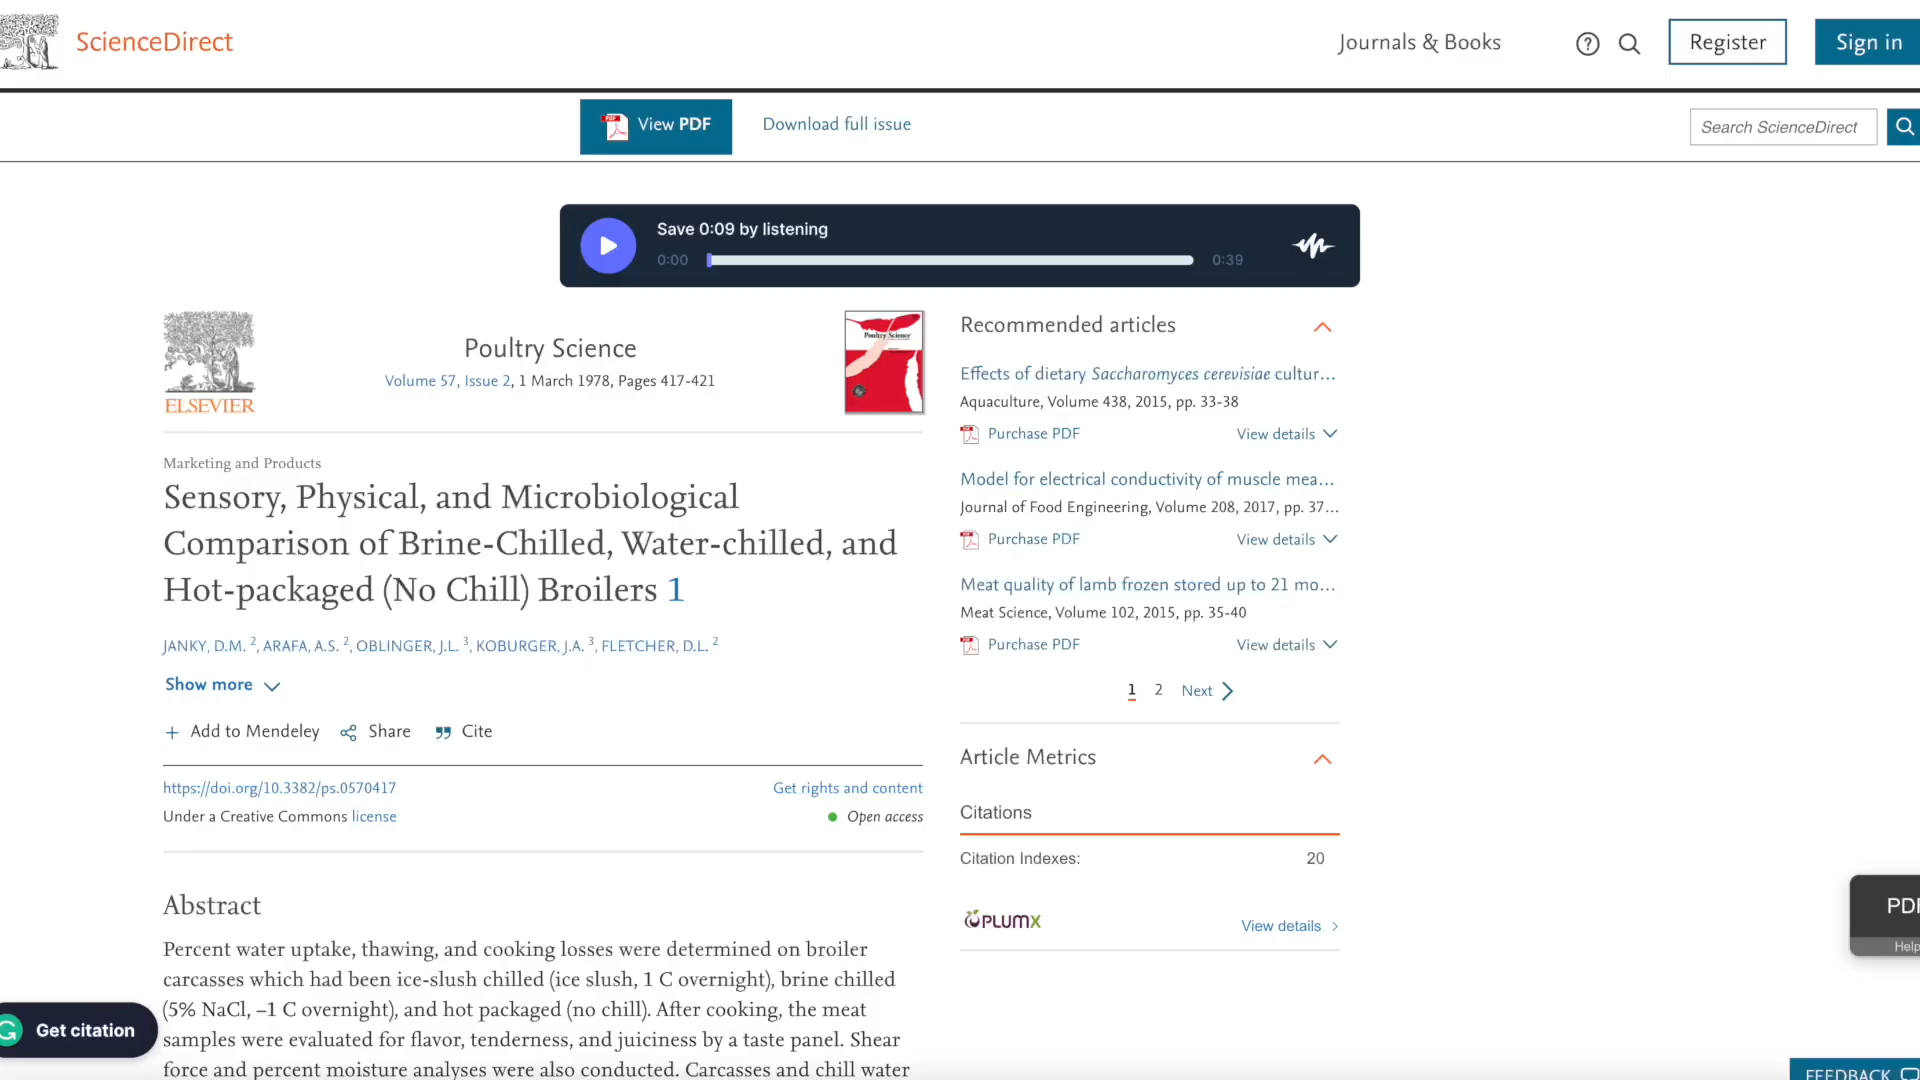 ScienceDirect
Journals & Books
Register
Sign in
View PDF
Download full issue
Search ScienceDirect
Save 0:09 by listening
0:00
0:39
ELSEVIER
Poultry Science
Volume 57, Issue 2, 1 March 1978, Pages 417-421
Poultry Science
Marketing and Products
Sensory, Physical, and Microbiological
Comparison of Brine-Chilled, Water-chilled, and
Hot-packaged (No Chill) Broilers 1
JANKY, D.M. 2, ARAFA, A.S. 2, OBLINGER, J.L. 3, KOBURGER, J.A. 3, FLETCHER, D.L. 2
Show more
Add to Mendeley
Share
Cite
https://doi.org/10.3382/ps.0570417
Get rights and content
Under a Creative Commons license
Open access
Abstract
Percent water uptake, thawing, and cooking losses were determined on broiler
carcasses which had been ice-slush chilled (ice slush, 1 C overnight), brine chilled
(5% NaCl, –1 C overnight), and hot packaged (no chill). After cooking, the meat
samples were evaluated for flavor, tenderness, and juiciness by a taste panel. Shear
force and percent moisture analyses were also conducted. Carcasses and chill water
Recommended articles
Effects of dietary Saccharomyces cerevisiae cultur...
Aquaculture, Volume 438, 2015, pp. 33-38
Purchase PDF
View details
Model for electrical conductivity of muscle mea...
Journal of Food Engineering, Volume 208, 2017, pp. 37...
Purchase PDF
View details
Meat quality of lamb frozen stored up to 21 mo...
Meat Science, Volume 102, 2015, pp. 35-40
Purchase PDF
View details
1 2 Next
Article Metrics
Citations
Citation Indexes: 20
PLUMX
View details
Get citation
PDF
Help
FEEDBACK